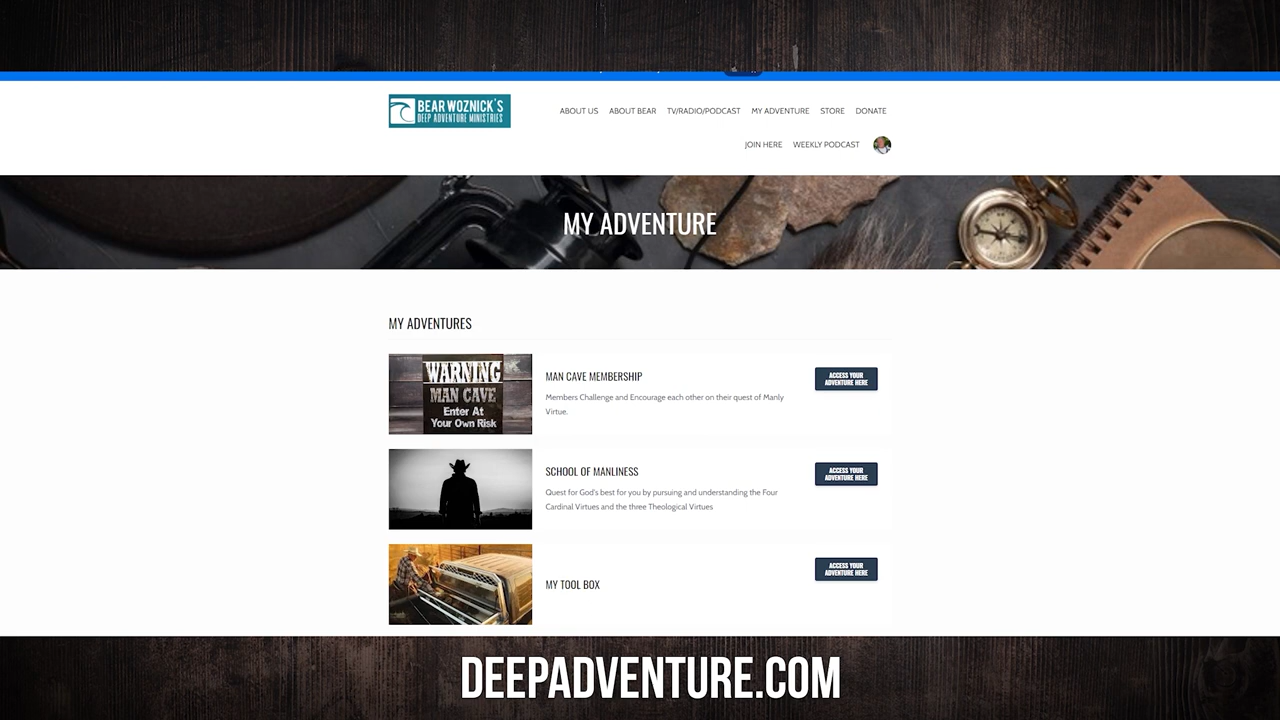 BEAR WOZNICK'S
DEEP ADVENTURE MINISTRIES
ABOUT US ABOUT BEAR TV/RADIO/PODCAST MY ADVENTURE STORE DONATE
JOIN HERE WEEKLY PODCAST
MY ADVENTURE
MY ADVENTURES
WARNING
MAN CAVE
Enter At
Your Own Risk
MAN CAVE MEMBERSHIP
Members Challenge and Encourage each other on their quest of Manly
Virtue.
ACCESS YOUR
ADVENTURE HERE
SCHOOL OF MANLINESS
Quest for God's best for you by pursuing and understanding the Four
Cardinal Virtues and the three Theological Virtues
ACCESS YOUR
ADVENTURE HERE
MY TOOL BOX
ACCESS YOUR
ADVENTURE HERE
DEEPADVENTURE.COM